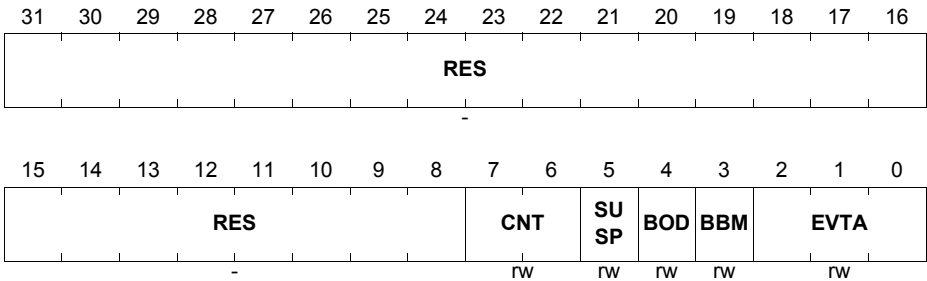 31 30 29 28 27 26 25 24 23 22 21 20 19 18 17 16
RES
-
15 14 13 12 11 10 9 8 7 6 5 4 3 2 1 0
RES CNT SU SP BOD BBM EVTA
- rw rw rw rw rw